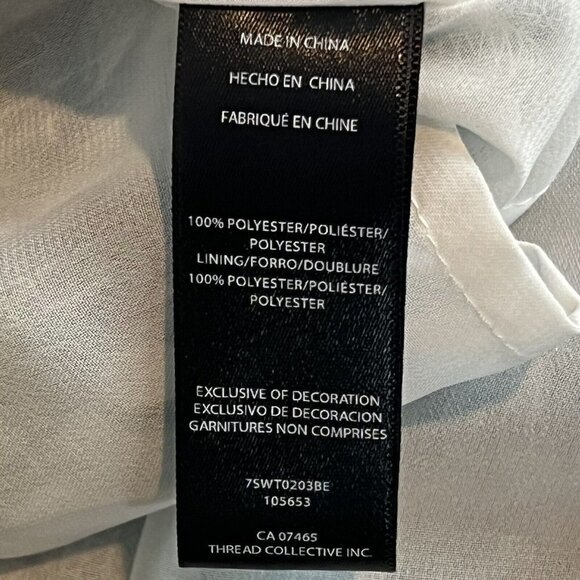 MADE IN CHINA
HECHO EN CHINA
FABRIQUÉ EN CHINE
100% POLYESTER/POLIÉSTER/
POLYESTER
LINING/FORRO/DOUBLURE
100% POLYESTER/POLIÉSTER/
POLYESTER
EXCLUSIVE OF DECORATION
EXCLUSIVO DE DECORACION
GARNITURES NON COMPRISES
7SWT0203BE
105653
CA 07465
THREAD COLLECTIVE INC.